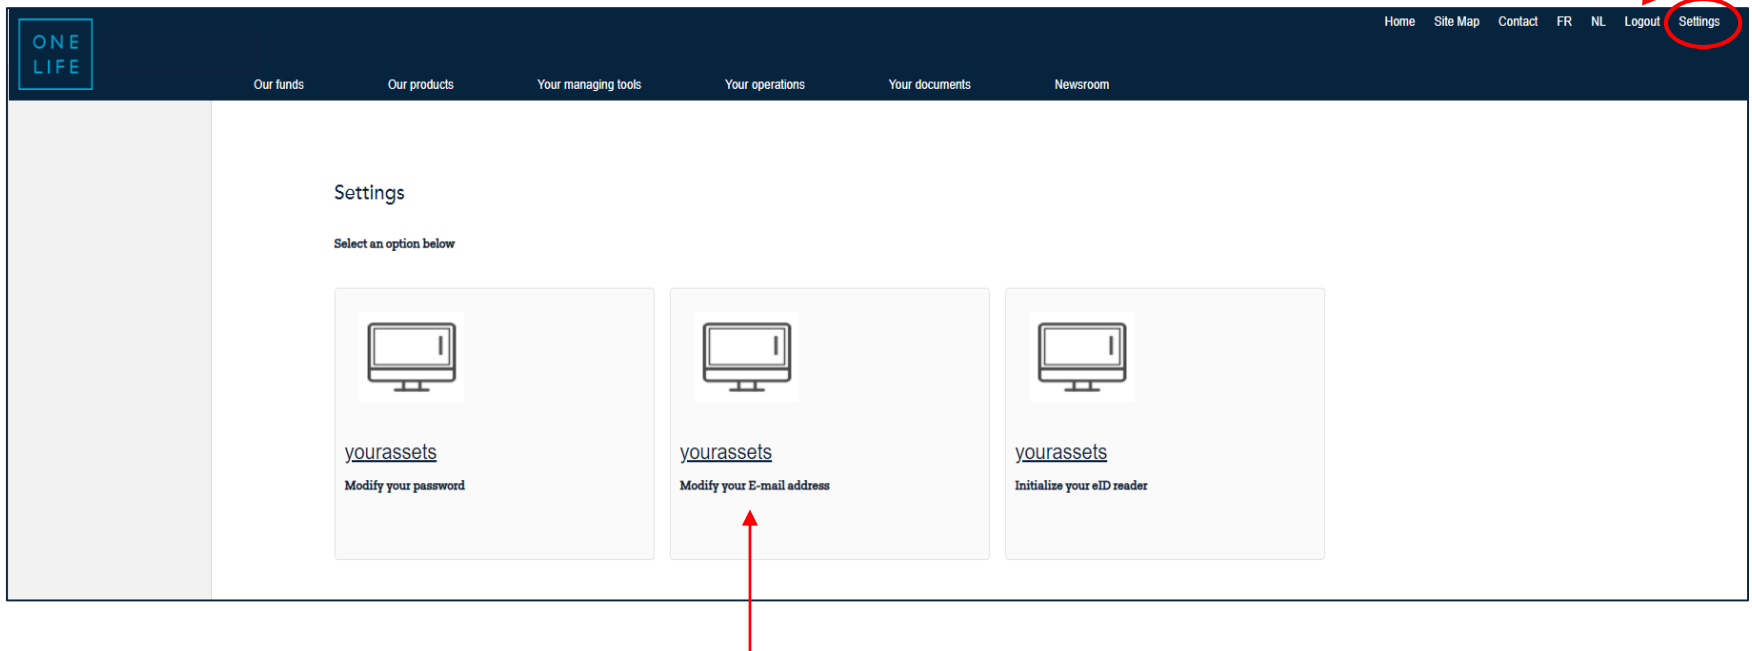 ONE
LIFE
Home Site Map Contact FR NL Logout Settings
Our funds Our products Your managing tools Your operations Your documents Newsroom
Settings
Select an option below
yourassets yourassets yourassets
Modify your password Modify your E-mail address Initialize your eID reader